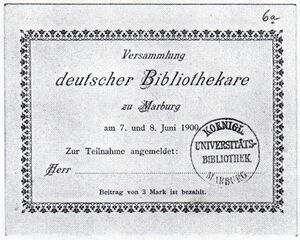 6a
Versammlung
deutscher Bibliothekare
zu Marburg
am 7. und 8. Juni 1900.
Zur Teilnahme angemeldet:
Herr
Beitrag von 3 Mark ist bezahlt.
KOENIGL.
UNIVERSITÄTS-
BIBLIOTHEK
MARBURG